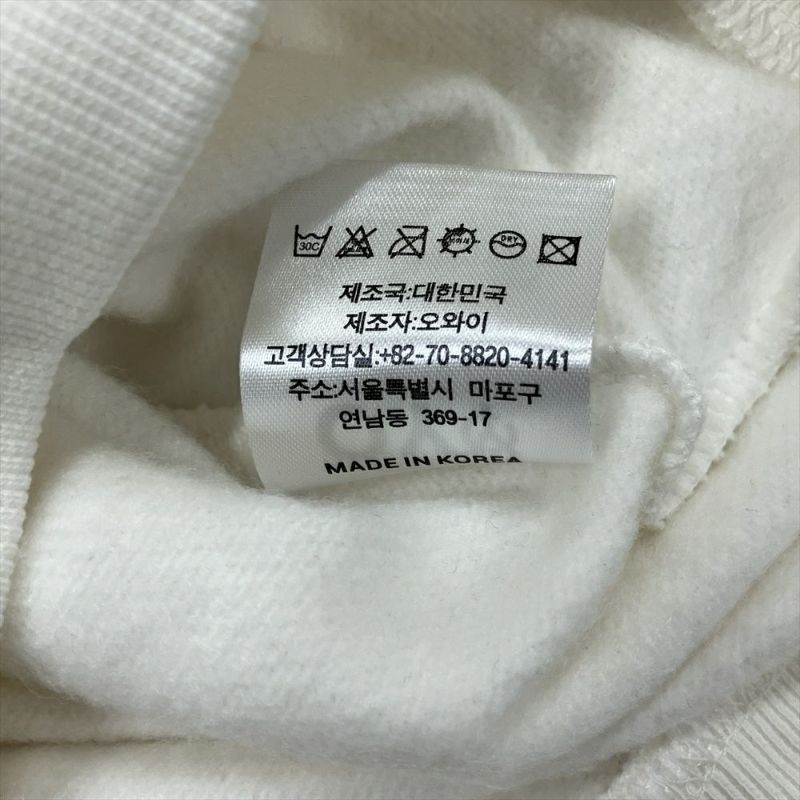 30C DRY
제조국:대한민국
제조자:오와이
고객상담실:+82-70-8820-4141
주소:서울특별시 마포구
연남동 369-17
MADE IN KOREA